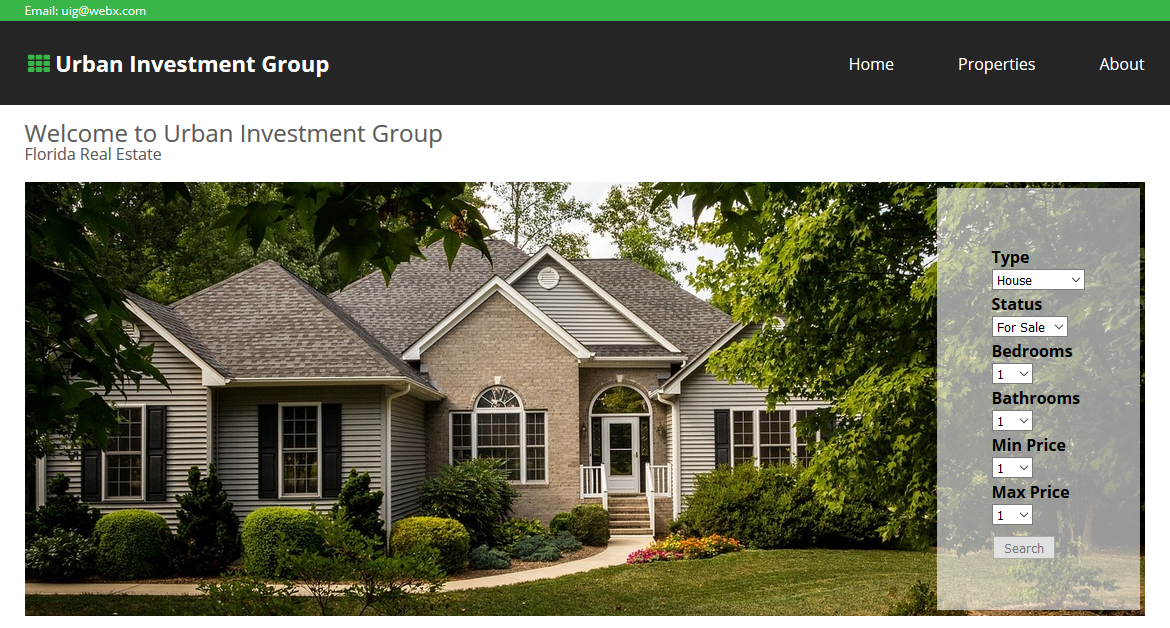 Email: uig@webx.com
Urban Investment Group
Home
Properties
About
Welcome to Urban Investment Group
Florida Real Estate
Type
House
Status
For Sale
Bedrooms
1
Bathrooms
1
Min Price
1
Max Price
1
Search